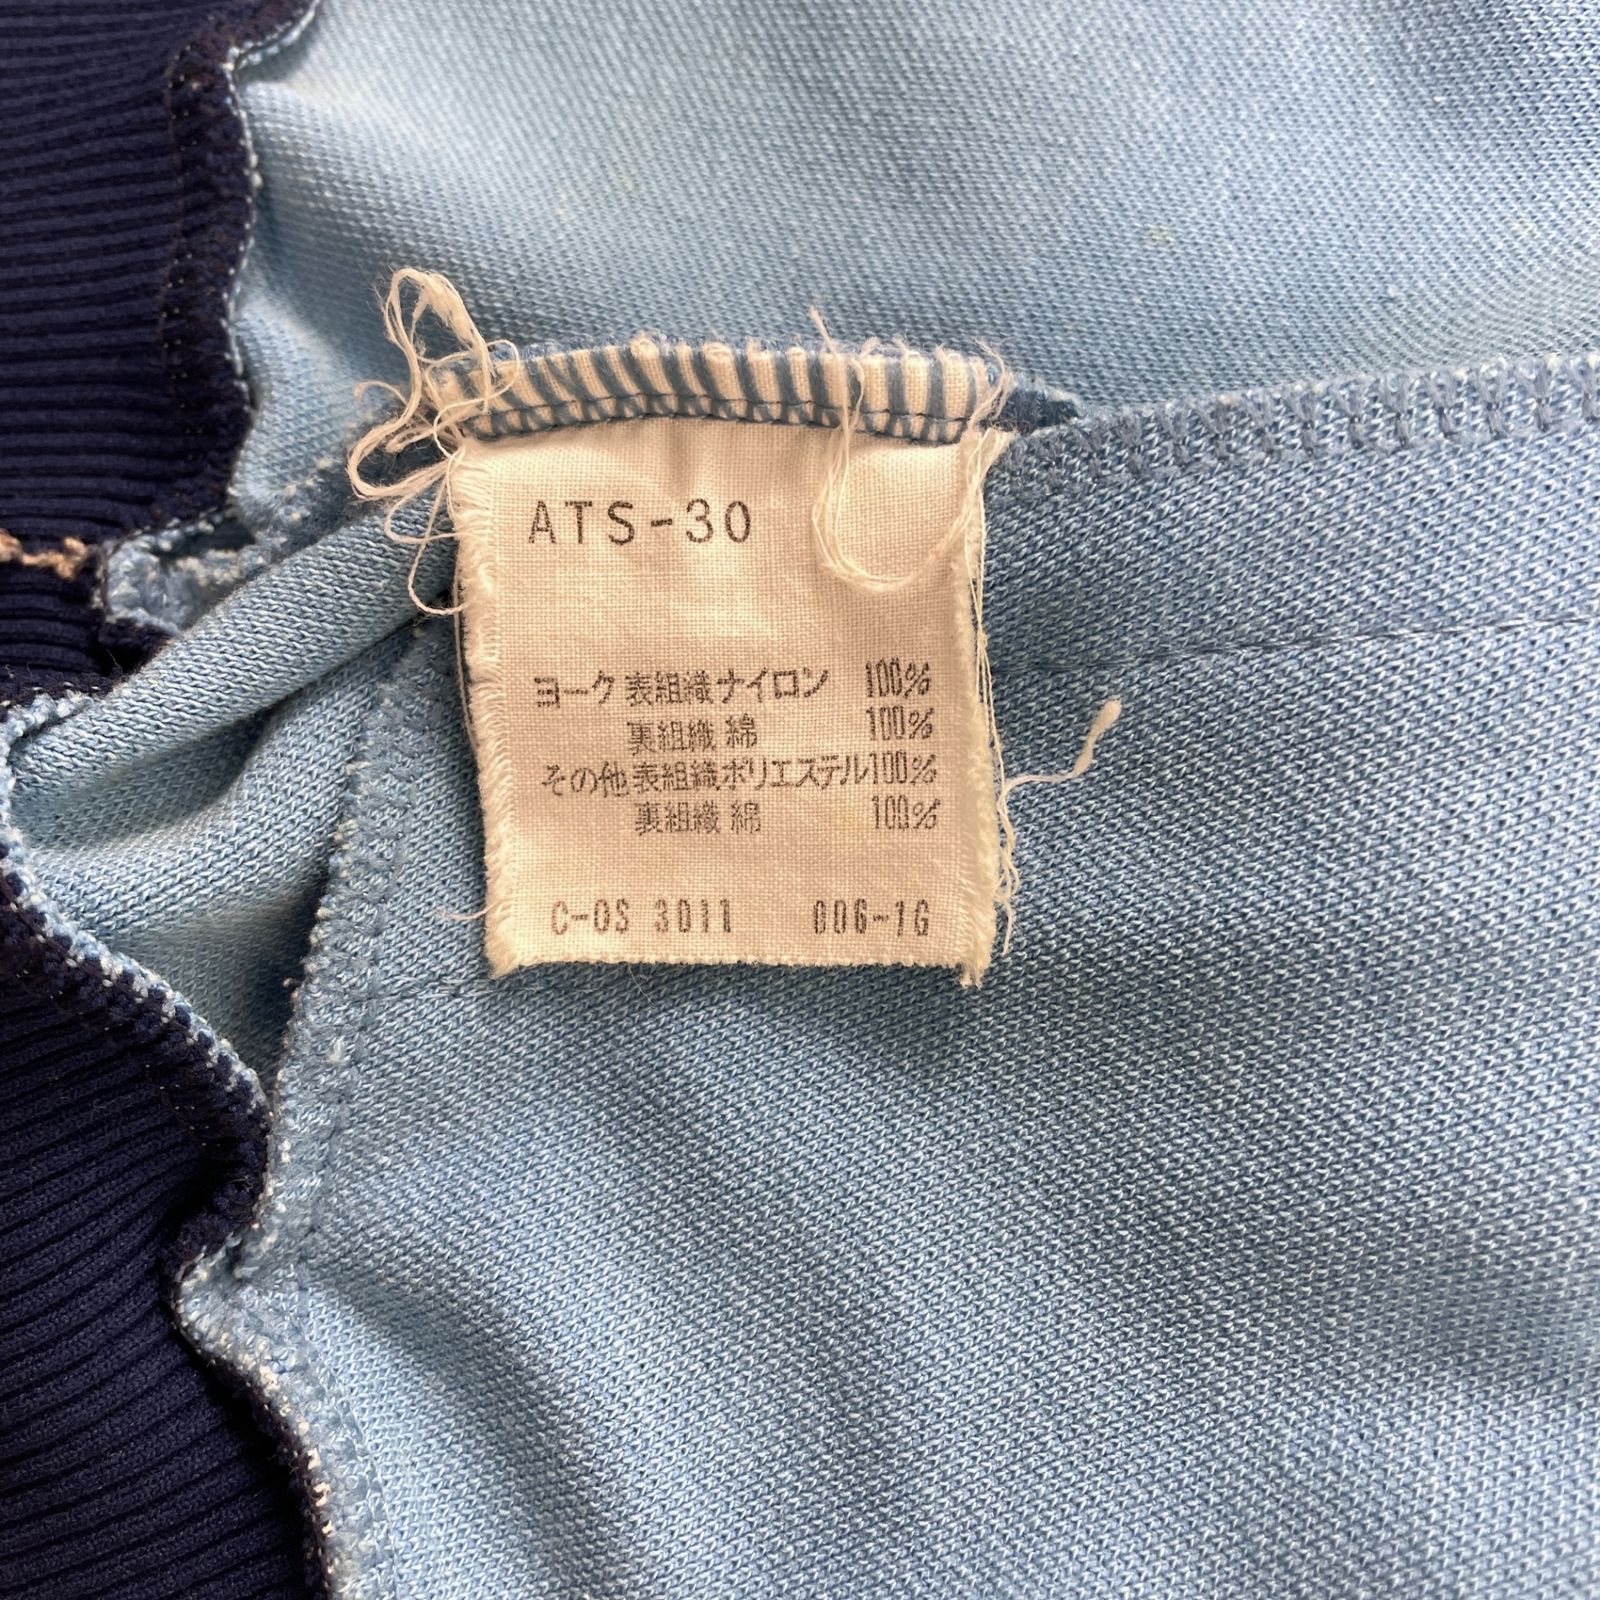 ATS-30
ヨーク 表組織ナイロン 100%
裏組織 綿 100%
その他 表組織ポリエステル100%
裏組織 綿 100%
C-OS 3011 006-1G